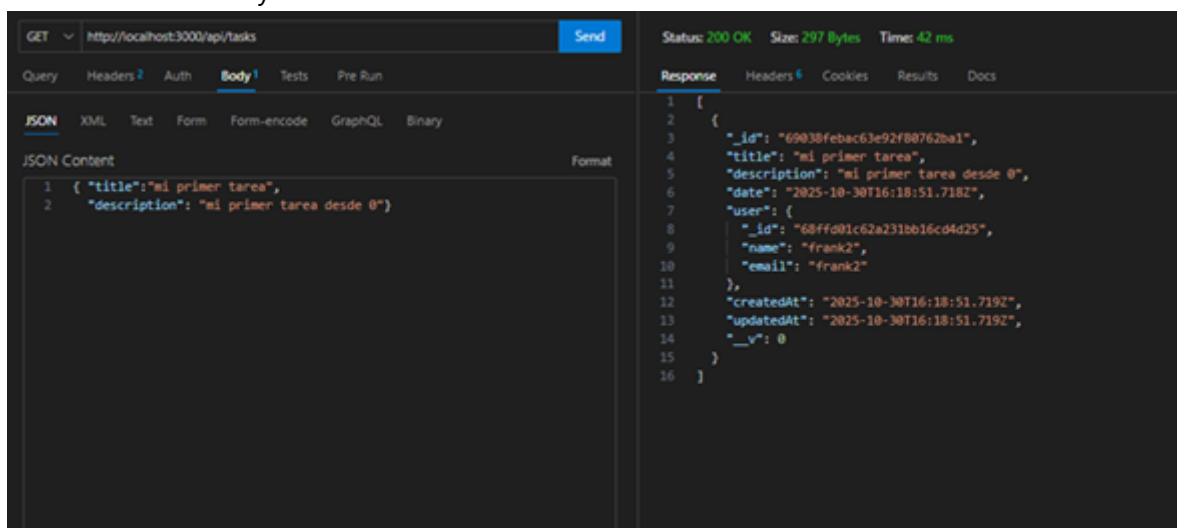 GET http://localhost:3000/api/tasks Send
Query Headers 2 Auth Body 1 Tests Pre Run
JSON XML Text Form Form-encode GraphQL Binary
JSON Content Format
1 { "title":"mi primer tarea",
2 "description": "mi primer tarea desde 0"}
Status: 200 OK Size: 297 Bytes Time: 42 ms
Response Headers 6 Cookies Results Docs
1 [
2 {
3 "_id": "69038febac63e92f80762ba1",
4 "title": "mi primer tarea",
5 "description": "mi primer tarea desde 0",
6 "date": "2025-10-30T16:18:51.718Z",
7 "user": {
8 "_id": "68ffd01c62a231bb16cd4d25",
9 "name": "frank2",
10 "email": "frank2"
11 },
12 "createdAt": "2025-10-30T16:18:51.719Z",
13 "updatedAt": "2025-10-30T16:18:51.719Z",
14 "__v": 0
15 }
16 ]